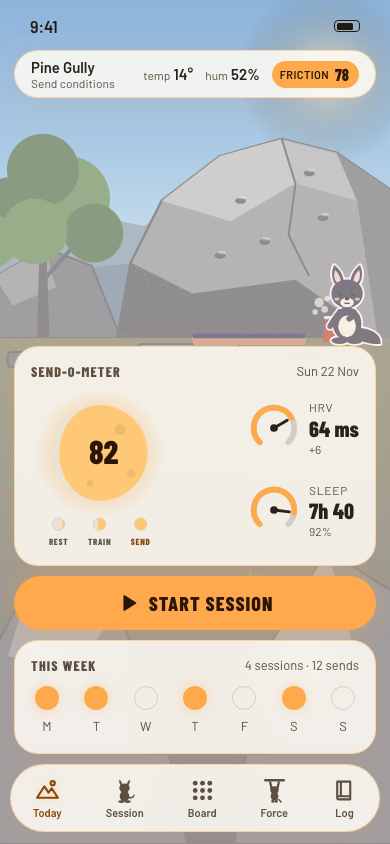 9:41
Pine Gully
Send conditions
temp 14° hum 52%
FRICTION 78
SEND-O-METER
Sun 22 Nov
82
REST TRAIN SEND
HRV
64 ms
+6
SLEEP
7h 40
92%
START SESSION
THIS WEEK
4 sessions · 12 sends
M T W T F S S
Today Session Board Force Log